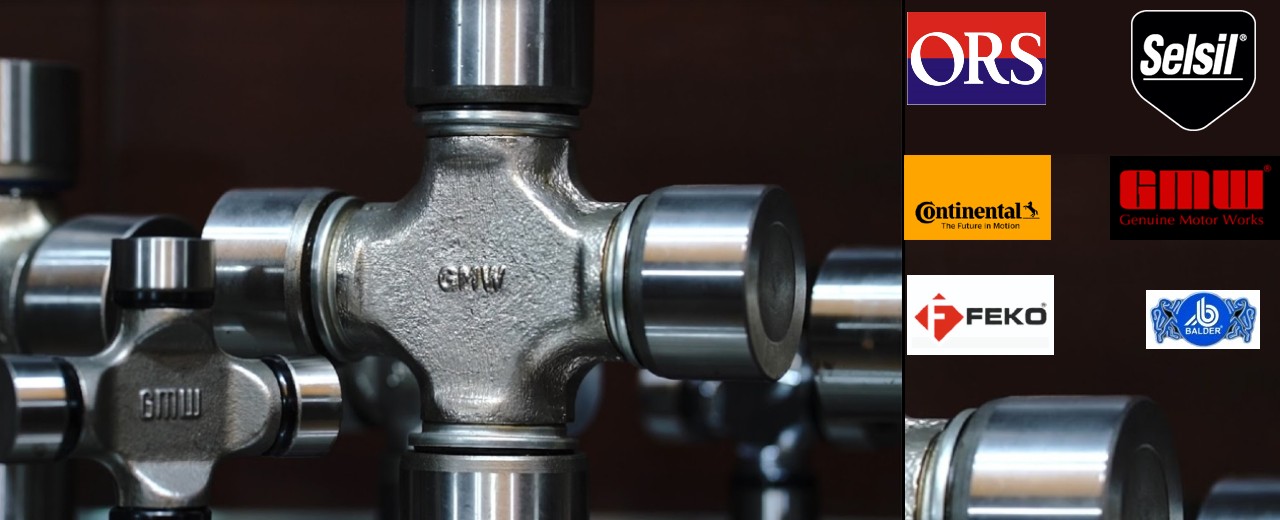 GMW
GMW
ORS
Selsil®
Continental
The Future in Motion
GMW®
Genuine Motor Works
FEKO®
b
BALDER®